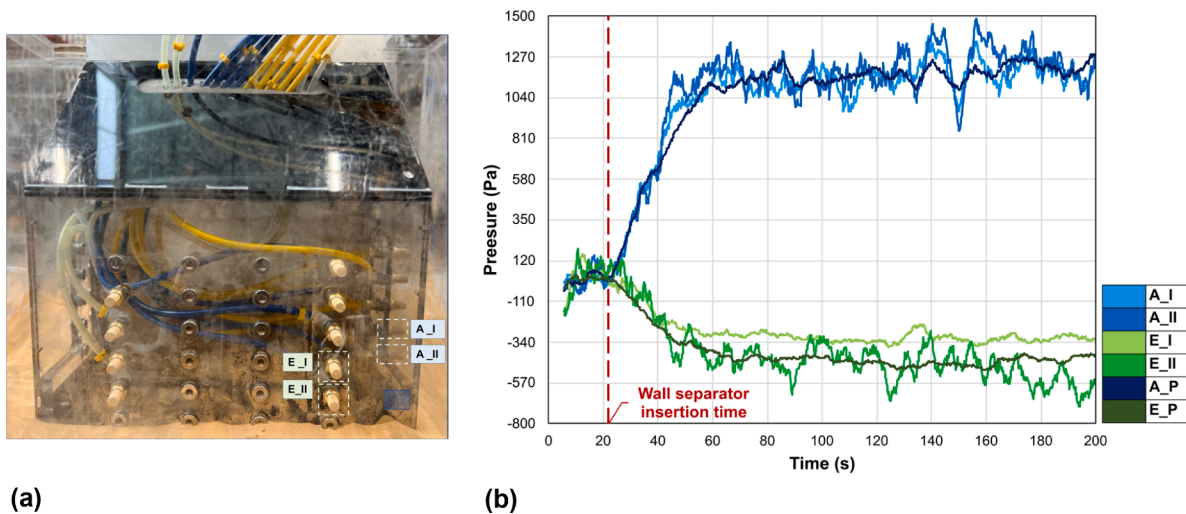 (a)
A_I
A_II
E_I
E_II
(b)
Preesure (Pa)
1500
1270
1040
810
580
350
120
-110
-340
-570
-800
0
20
40
60
80
100
120
140
160
180
200
Time (s)
Wall separator
insertion time
A_I
A_II
E_I
E_II
A_P
E_P